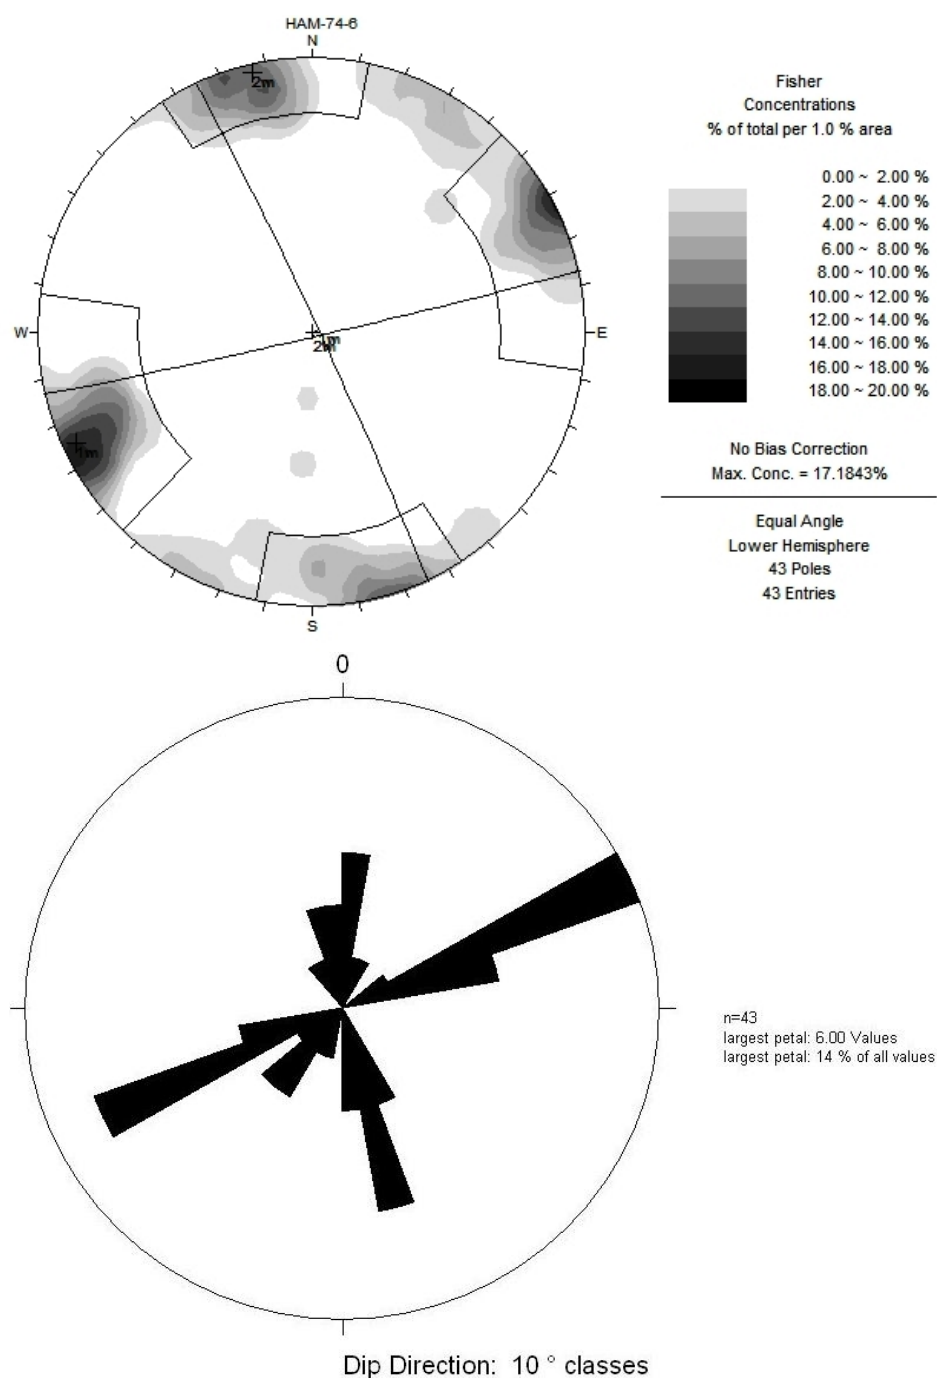 HAM-74-6
N
2m
W
E
1m
2m
1m
S
Fisher
Concentrations
% of total per 1.0 % area
0.00 ~ 2.00 %
2.00 ~ 4.00 %
4.00 ~ 6.00 %
6.00 ~ 8.00 %
8.00 ~ 10.00 %
10.00 ~ 12.00 %
12.00 ~ 14.00 %
14.00 ~ 16.00 %
16.00 ~ 18.00 %
18.00 ~ 20.00 %
No Bias Correction
Max. Conc. = 17.1843%
Equal Angle
Lower Hemisphere
43 Poles
43 Entries
0
n=43
largest petal: 6.00 Values
largest petal: 14 % of all values
Dip Direction: 10 ° classes